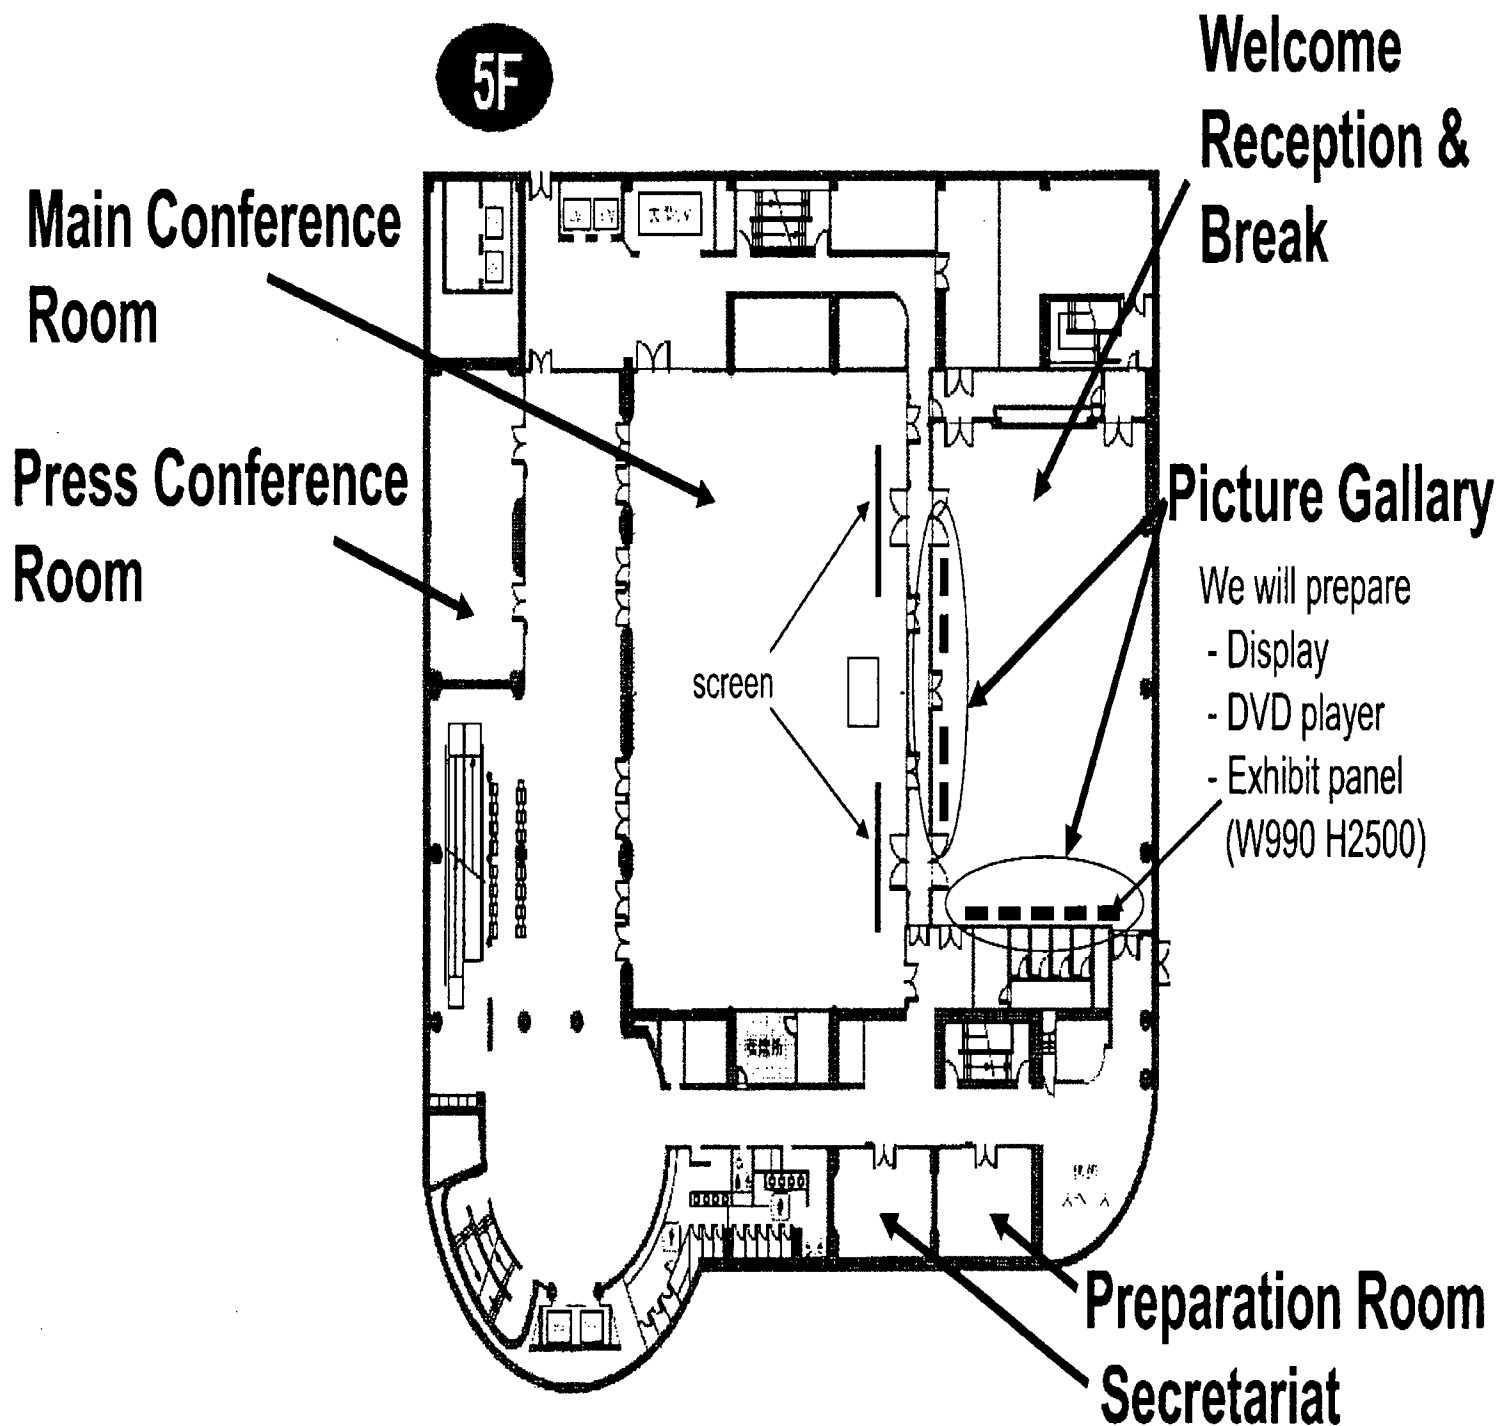 5F
Welcome
Reception &
Break
Main Conference
Room
Press Conference
Room
Picture Gallary
We will prepare
- Display
- DVD player
- Exhibit panel
(W990 H2500)
screen
Preparation Room
Secretariat